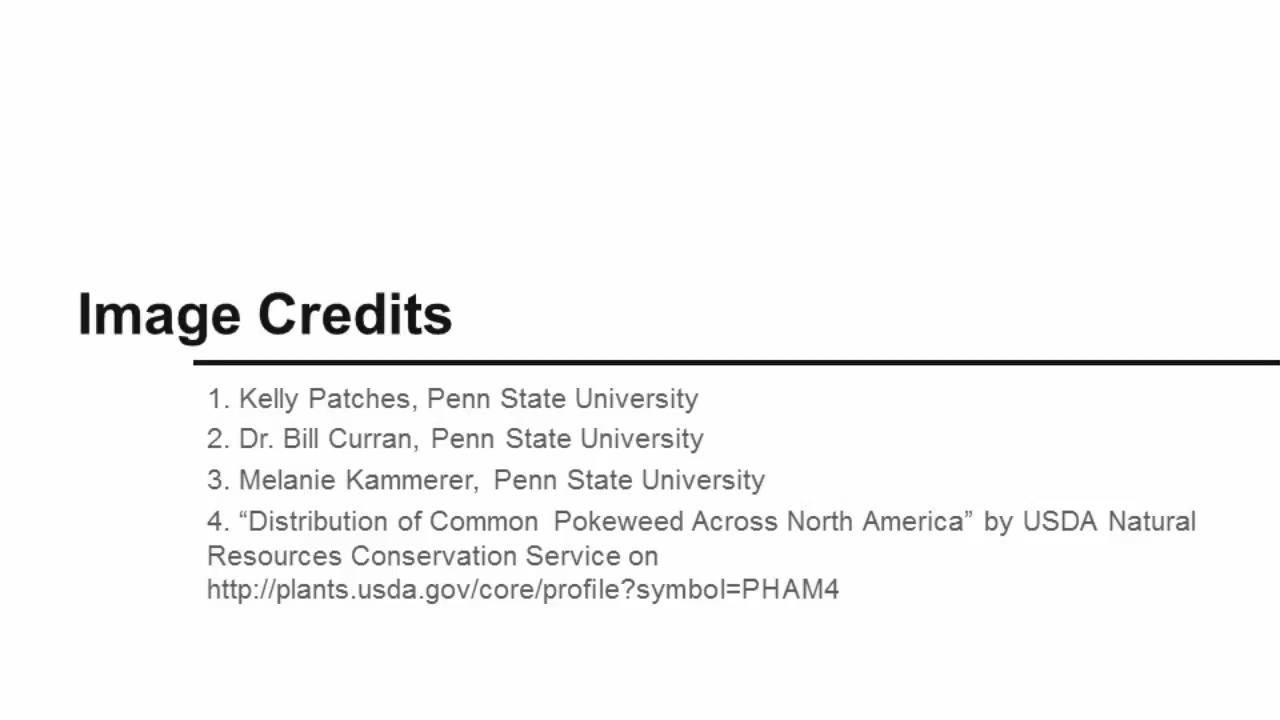 Image Credits
1. Kelly Patches, Penn State University
2. Dr. Bill Curran, Penn State University
3. Melanie Kammerer, Penn State University
4. “Distribution of Common Pokeweed Across North America” by USDA Natural
Resources Conservation Service on
http://plants.usda.gov/core/profile?symbol=PHAM4